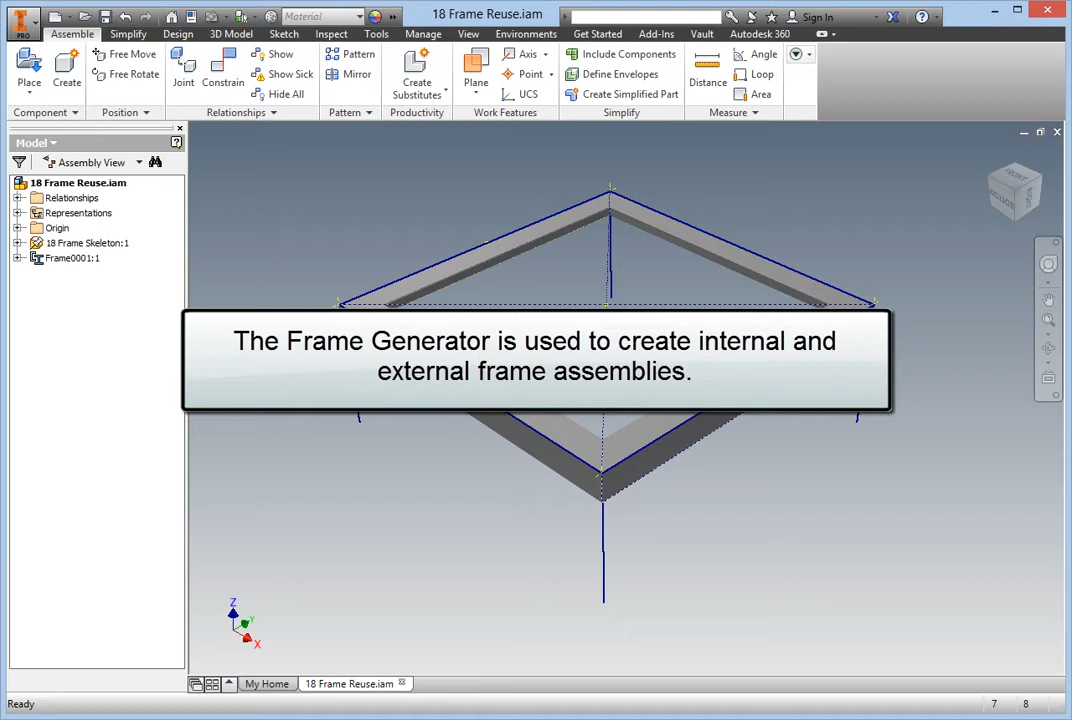 18 Frame Reuse.iam
Material
Sign In
PRO
Assemble Simplify Design 3D Model Sketch Inspect Tools Manage View Environments Get Started Add-Ins Vault Autodesk 360
Place
Create
Free Move
Free Rotate
Joint
Constrain
Show
Show Sick
Hide All
Pattern
Mirror
Create
Substitutes
Plane
Axis
Point
UCS
Include Components
Define Envelopes
Create Simplified Part
Distance
Angle
Loop
Area
Component Position Relationships Pattern Productivity Work Features Simplify Measure
Model
Assembly View
18 Frame Reuse.iam
Relationships
Representations
Origin
18 Frame Skeleton:1
Frame0001:1
FRONT
RIGHT
BOTTOM
The Frame Generator is used to create internal and
external frame assemblies.
Z
Y
X
My Home
18 Frame Reuse.iam
Ready
7 8